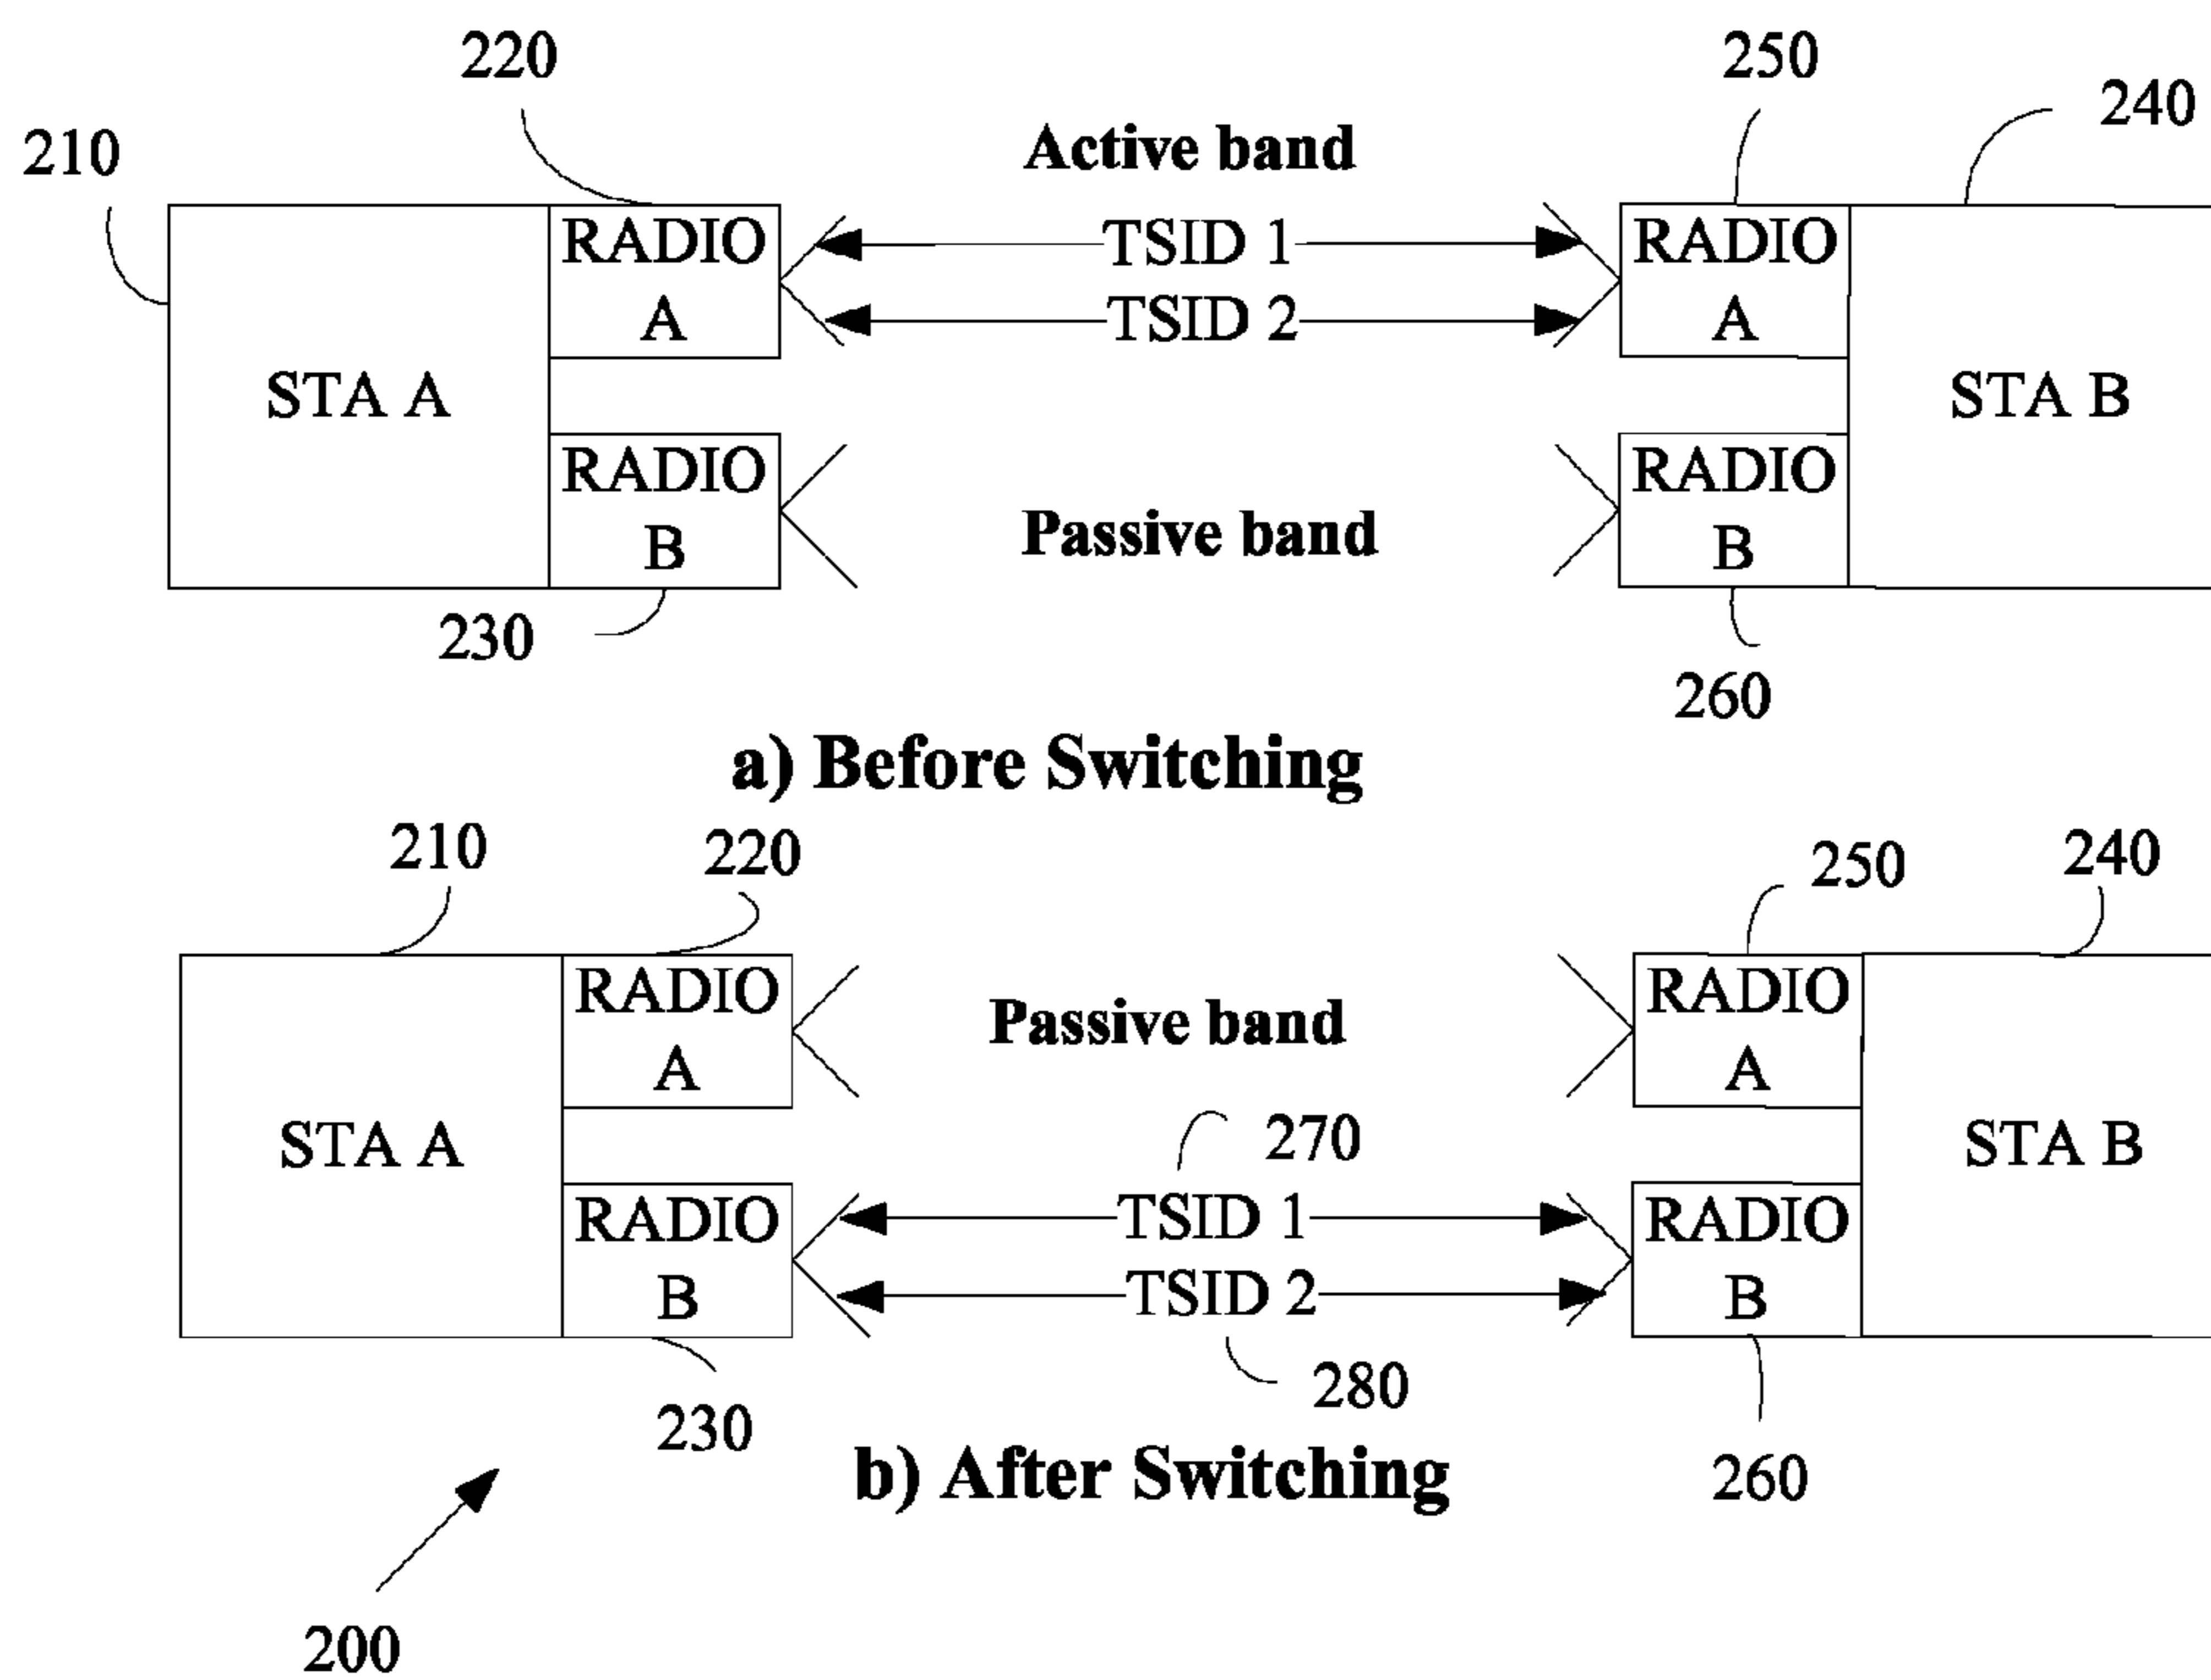 220
250
240
210
Active band
RADIO
A
TSID 1
TSID 2
RADIO
A
STA A
STA B
RADIO
B
Passive band
RADIO
B
230
260
a) Before Switching
210
220
250
240
RADIO
A
Passive band
RADIO
A
270
STA A
STA B
RADIO
B
TSID 1
TSID 2
RADIO
B
280
230
260
b) After Switching
200